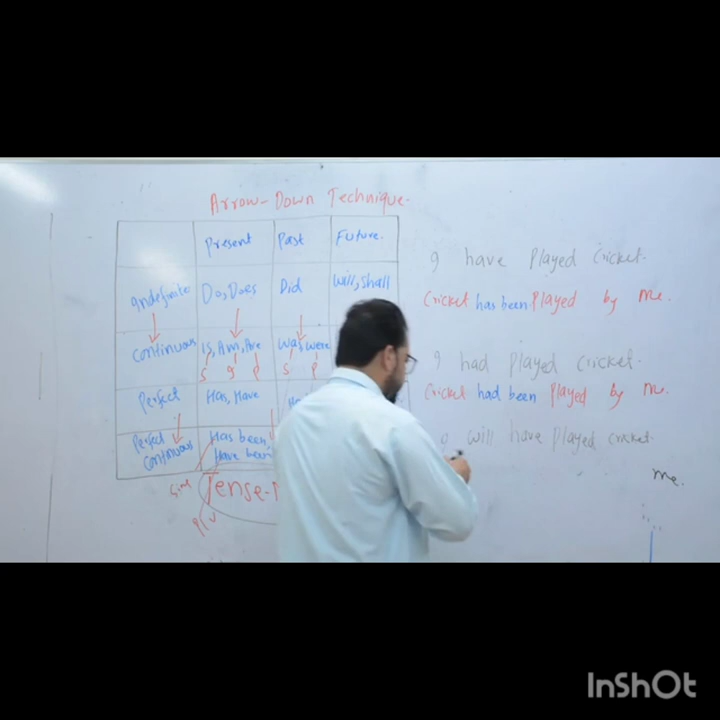 Arrow-Down Technique.
Present Past Future.
Indefinite Do, Does Did Will, Shall
Continuous Is, Am, Are Was, Were
S I P S P
Perfect Has, Have
Perfect Continuous Has been Have been
Sing
Tense-
Plu
I have Played Cricket.
Cricket has been Played by me.
I had played cricket.
Cricket had been Played by me.
I will have played cricket.
me.
InShOt